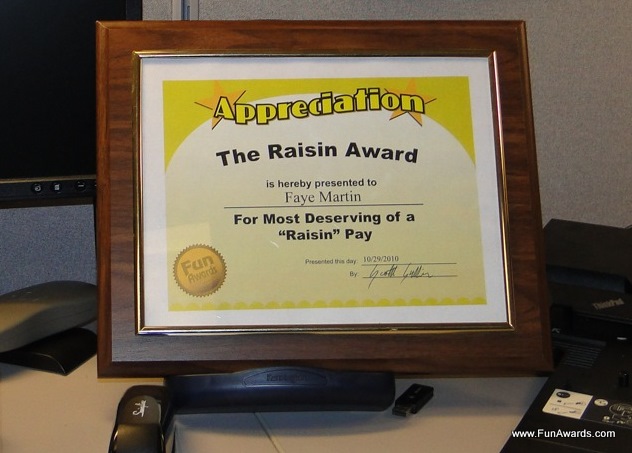 Appreciation
The Raisin Award
is hereby presented to
Faye Martin
For Most Deserving of a
“Raisin” Pay
Presented this day: 10/29/2010
By:
Fun
Awards
ThinkPad
www.FunAwards.com